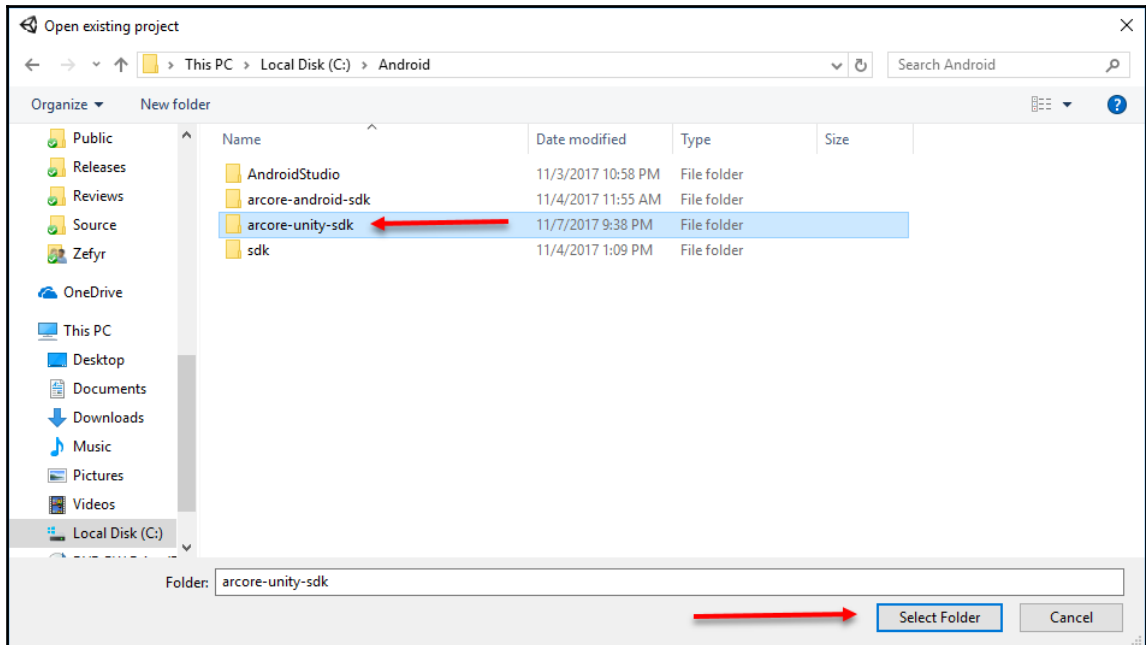 Open existing project
This PC > Local Disk (C:) > Android
Search Android
Organize
New folder
Public
Releases
Reviews
Source
Zefyr
OneDrive
This PC
Desktop
Documents
Downloads
Music
Pictures
Videos
Local Disk (C:)
Name Date modified Type Size
AndroidStudio 11/3/2017 10:58 PM File folder
arcore-android-sdk 11/4/2017 11:55 AM File folder
arcore-unity-sdk 11/7/2017 9:38 PM File folder
sdk 11/4/2017 1:09 PM File folder
Folder: arcore-unity-sdk
Select Folder
Cancel